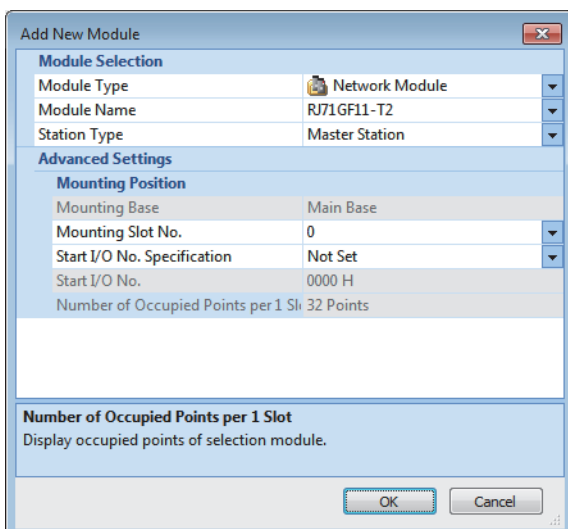 Add New Module
Module Selection
Module Type Network Module
Module Name RJ71GF11-T2
Station Type Master Station
Advanced Settings
Mounting Position
Mounting Base Main Base
Mounting Slot No. 0
Start I/O No. Specification Not Set
Start I/O No. 0000 H
Number of Occupied Points per 1 Sl 32 Points
Number of Occupied Points per 1 Slot
Display occupied points of selection module.
OK Cancel